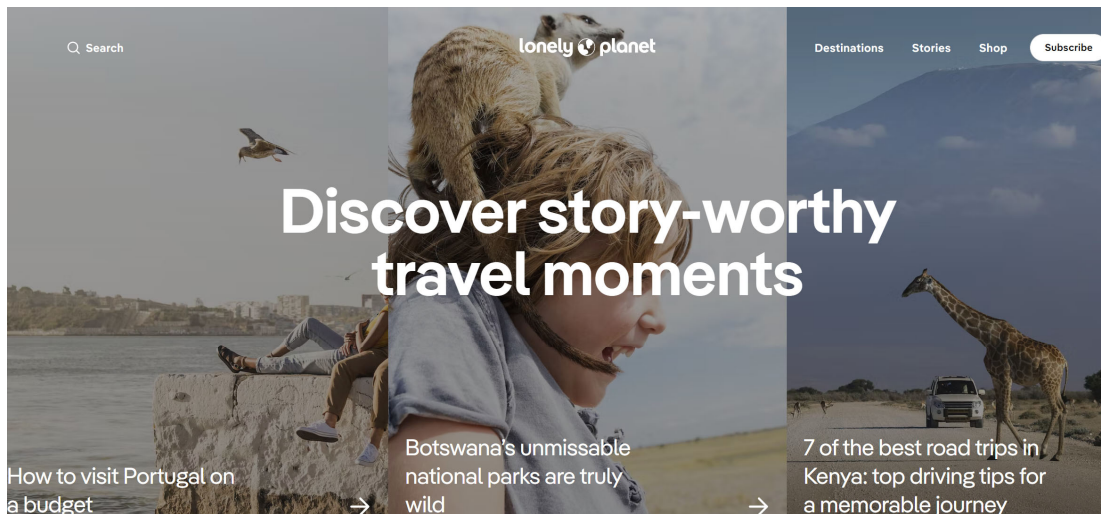 Search
lonely planet
Destinations
Stories
Shop
Subscribe
Discover story-worthy
travel moments
How to visit Portugal on
a budget
Botswana’s unmissable
national parks are truly
wild
7 of the best road trips in
Kenya: top driving tips for
a memorable journey